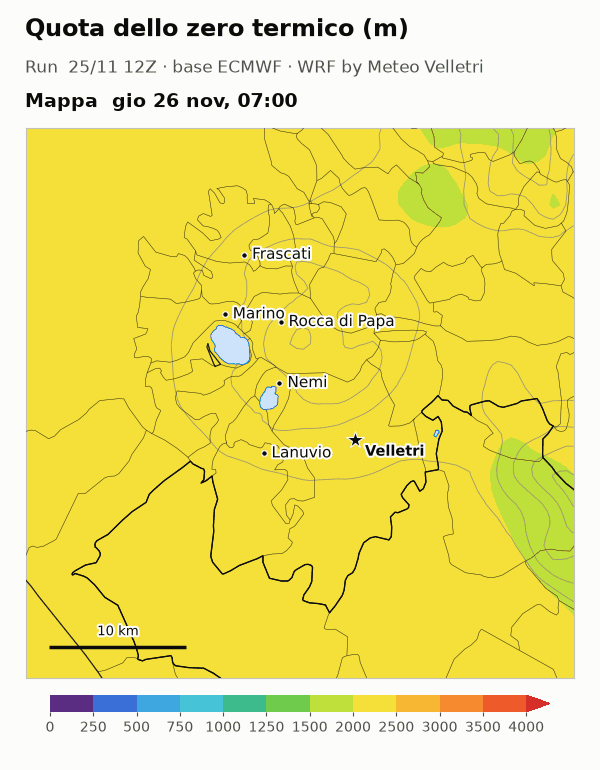 Quota dello zero termico (m)
Run  25/11 12Z · base ECMWF · WRF by Meteo Velletri
Mappa  gio 26 nov, 07:00
Frascati
Marino
Rocca di Papa
Nemi
Velletri
Lanuvio
10 km
0 250 500 750 1000 1250 1500 2000 2500 3000 3500 4000